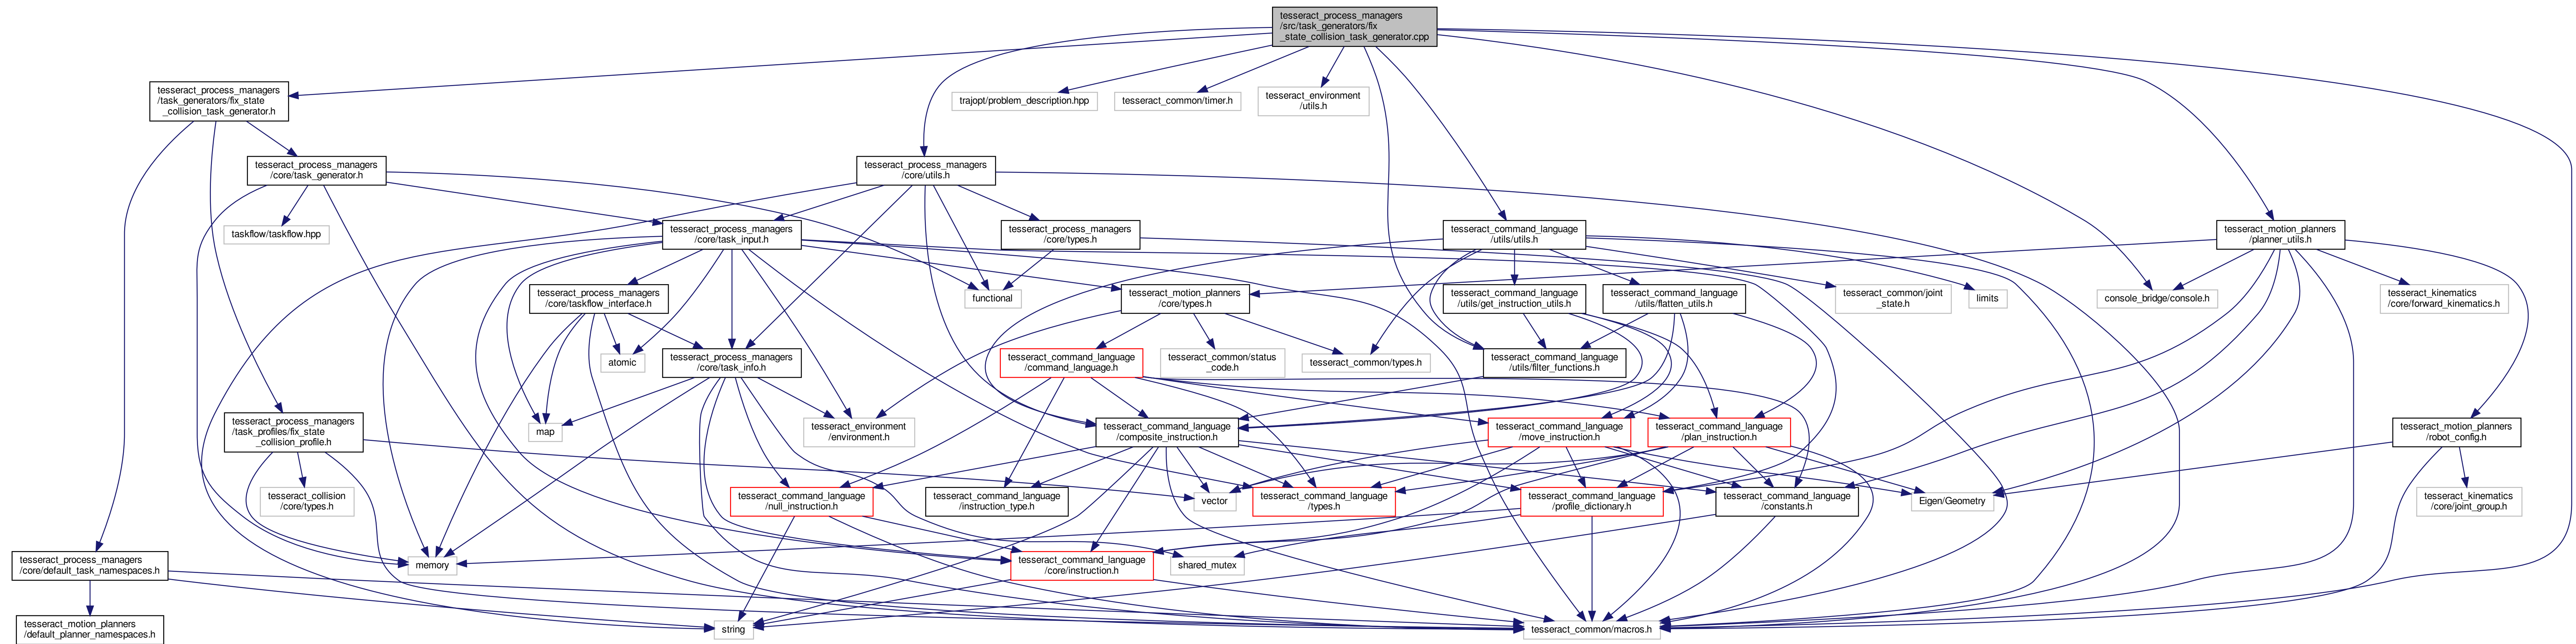 tesseract_process_managers
/src/task_generators/fix
_state_collision_task_generator.cpp
tesseract_process_managers
/task_generators/fix_state
_collision_task_generator.h
trajopt/problem_description.hpp
tesseract_common/timer.h
tesseract_environment
/utils.h
tesseract_process_managers
/core/task_generator.h
tesseract_process_managers
/core/utils.h
taskflow/taskflow.hpp
tesseract_process_managers
/core/task_input.h
tesseract_process_managers
/core/types.h
tesseract_command_language
/utils/utils.h
tesseract_motion_planners
/planner_utils.h
tesseract_process_managers
/core/taskflow_interface.h
functional
tesseract_motion_planners
/core/types.h
tesseract_command_language
/utils/get_instruction_utils.h
tesseract_command_language
/utils/flatten_utils.h
tesseract_common/joint
_state.h
limits
console_bridge/console.h
tesseract_kinematics
/core/forward_kinematics.h
atomic
tesseract_process_managers
/core/task_info.h
tesseract_command_language
/command_language.h
tesseract_common/status
_code.h
tesseract_common/types.h
tesseract_command_language
/utils/filter_functions.h
tesseract_process_managers
/task_profiles/fix_state
_collision_profile.h
map
tesseract_environment
/environment.h
tesseract_command_language
/composite_instruction.h
tesseract_command_language
/move_instruction.h
tesseract_command_language
/plan_instruction.h
tesseract_motion_planners
/robot_config.h
tesseract_collision
/core/types.h
tesseract_command_language
/null_instruction.h
tesseract_command_language
/instruction_type.h
vector
tesseract_command_language
/types.h
tesseract_command_language
/profile_dictionary.h
tesseract_command_language
/constants.h
Eigen/Geometry
tesseract_kinematics
/core/joint_group.h
tesseract_process_managers
/core/default_task_namespaces.h
memory
tesseract_command_language
/core/instruction.h
shared_mutex
tesseract_motion_planners
/default_planner_namespaces.h
string
tesseract_common/macros.h